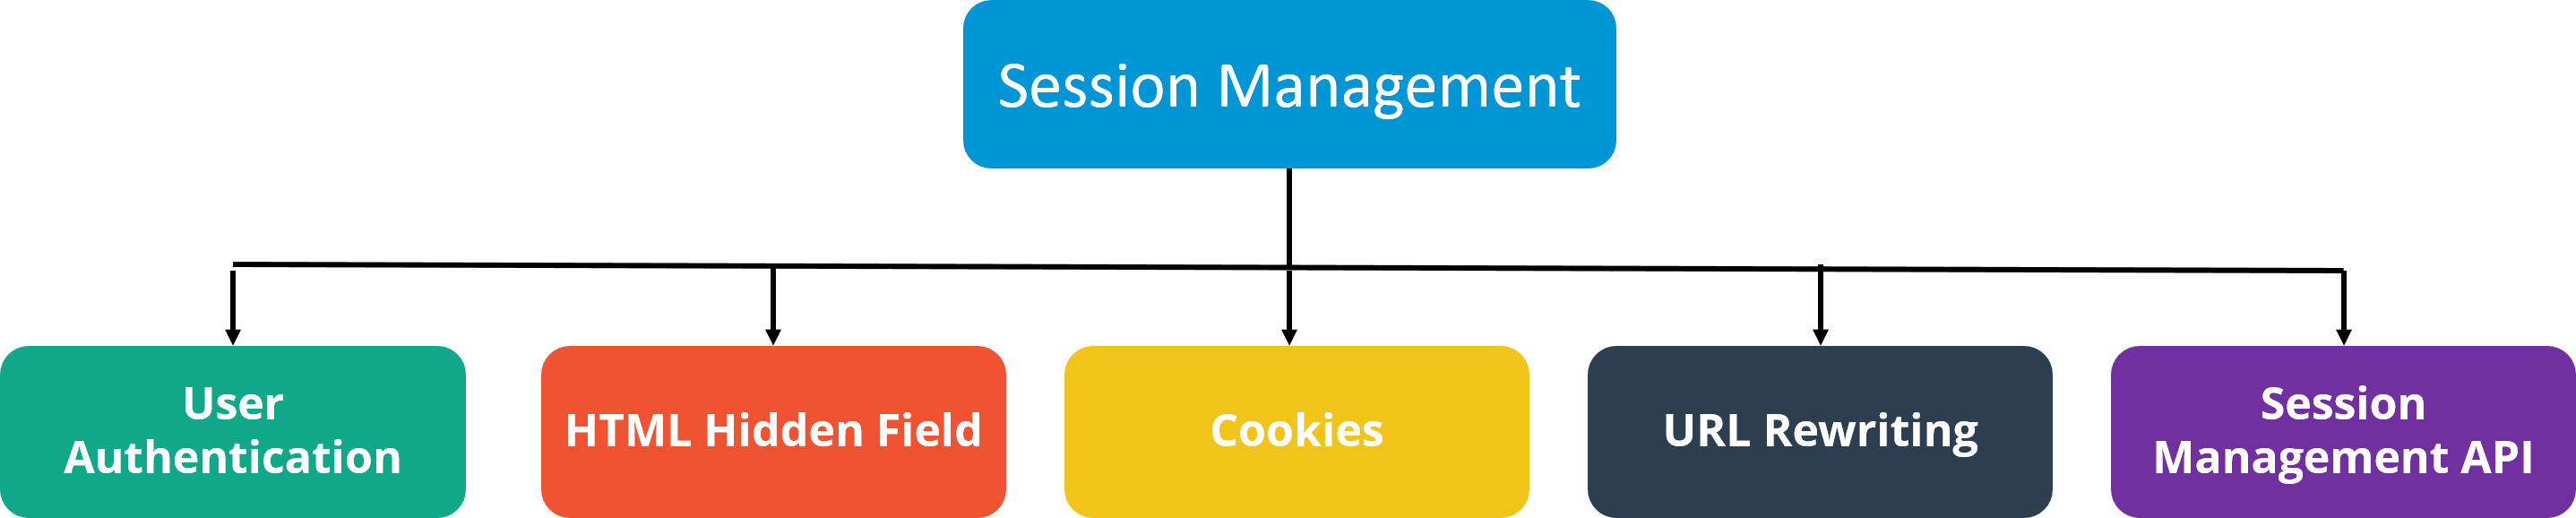 Session Management
User
Authentication
HTML Hidden Field
Cookies
URL Rewriting
Session
Management API